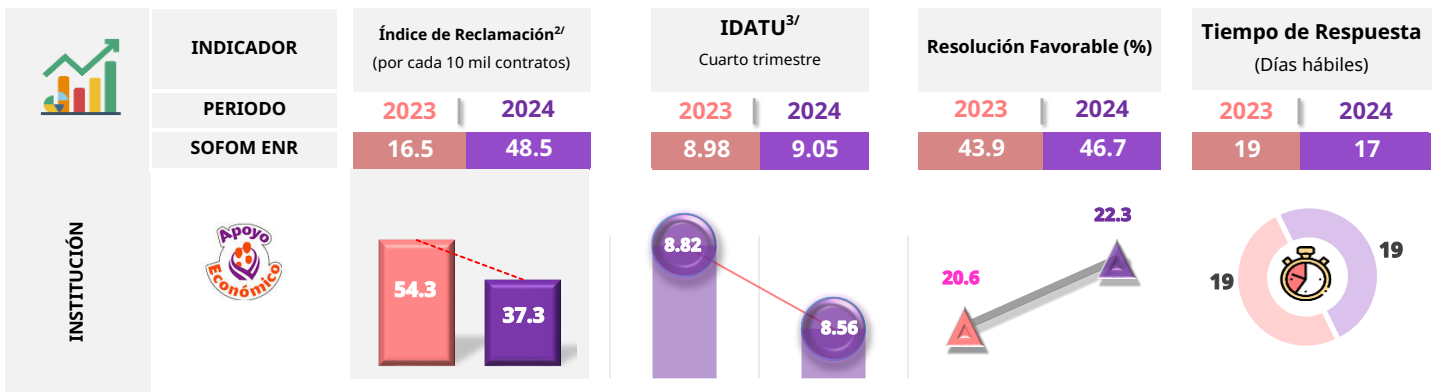 INDICADOR
Índice de Reclamación2/
(por cada 10 mil contratos)
IDATU3/
Cuarto trimestre
Resolución Favorable (%)
Tiempo de Respuesta
(Días hábiles)
PERIODO
2023 2024
2023 2024
2023 2024
2023 2024
SOFOM ENR
16.5 48.5
8.98 9.05
43.9 46.7
19 17
INSTITUCIÓN
Apoyo
Económico
54.3
37.3
8.82
8.56
20.6
22.3
19
19